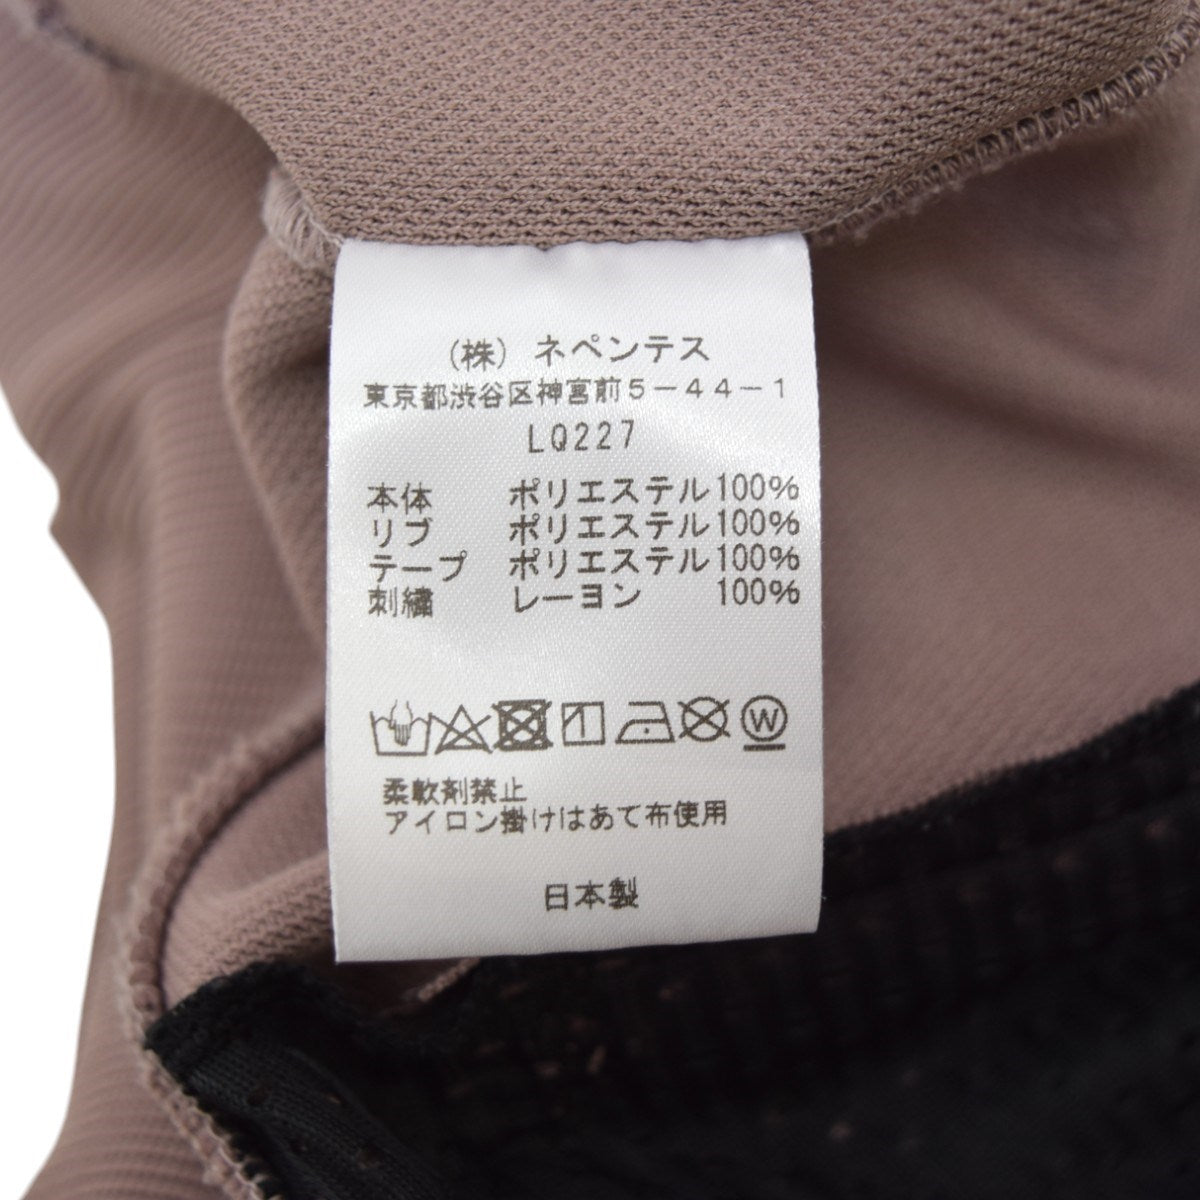 (株) ネペンテス
東京都渋谷区神宮前5-44-1
LQ227
本体 ポリエステル100%
リブ ポリエステル100%
テープ ポリエステル100%
刺繍 レーヨン 100%
W
柔軟剤禁止
アイロン掛けはあて布使用
日本製